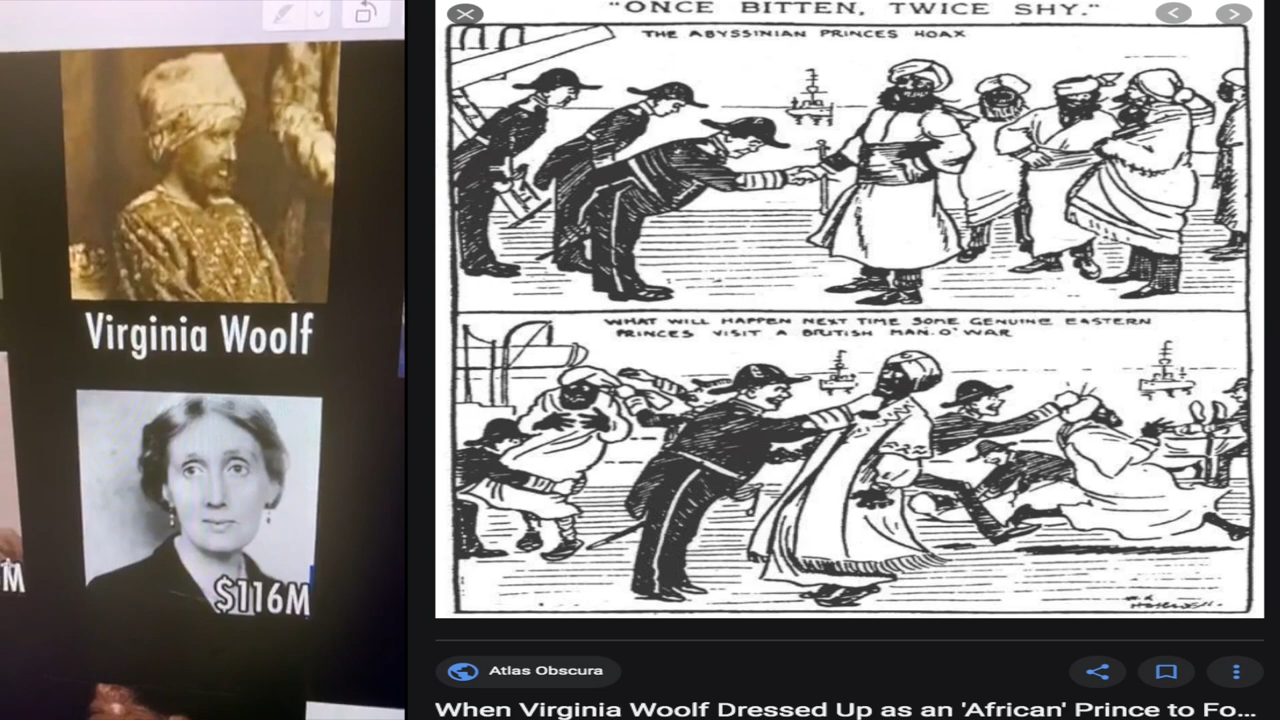 M
Virginia Woolf
$116M
"ONCE BITTEN, TWICE SHY."
THE ABYSSINIAN PRINCES HOAX
WHAT WILL HAPPEN NEXT TIME SOME GENUINE EASTERN
PRINCES VISIT A BRITISH MAN. O' WAR
Atlas Obscura
When Virginia Woolf Dressed Up as an 'African' Prince to Fo...